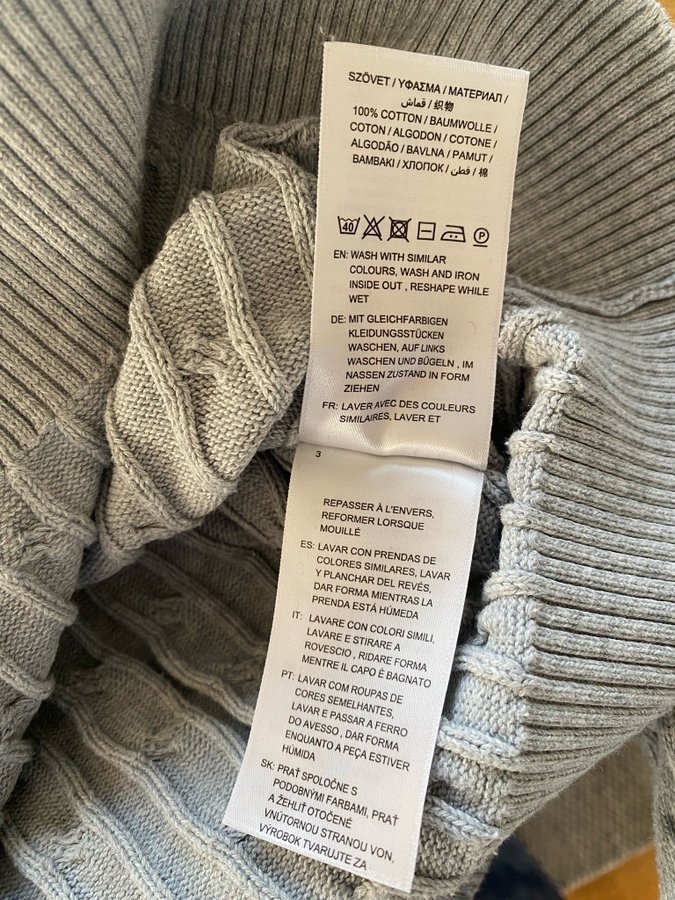 SZÖVET / ΥΦΑΣΜΑ / МАТЕРИАЛ /
قماش / 织物
100% COTTON / BAUMWOLLE /
COTON / ALGODON / COTONE /
ALGODÃO / BAVLNA / PAMUT /
BAMBAKI / ХЛОПОК / قطن / 棉
40 P
EN: WASH WITH SIMILAR
COLOURS, WASH AND IRON
INSIDE OUT , RESHAPE WHILE
WET
DE: MIT GLEICHFARBIGEN
KLEIDUNGSSTÜCKEN
WASCHEN, AUF LINKS
WASCHEN UND BÜGELN , IM
NASSEN ZUSTAND IN FORM
ZIEHEN
FR: LAVER AVEC DES COULEURS
SIMILAIRES, LAVER ET
3
REPASSER À L'ENVERS,
REFORMER LORSQUE
MOUILLÉ
ES: LAVAR CON PRENDAS DE
COLORES SIMILARES, LAVAR
Y PLANCHAR DEL REVÉS,
DAR FORMA MIENTRAS LA
PRENDA ESTÁ HÚMEDA
IT: LAVARE CON COLORI SIMILI,
LAVARE E STIRARE A
ROVESCIO , RIDARE FORMA
MENTRE IL CAPO È BAGNATO
PT: LAVAR COM ROUPAS DE
CORES SEMELHANTES,
LAVAR E PASSAR A FERRO
DO AVESSO , DAR FORMA
ENQUANTO A PEÇA ESTIVER
HÚMIDA
SK: PRAŤ SPOLOČNE S
PODOBNÝMI FARBAMI, PRAŤ
A ŽEHLIŤ OTOČENÉ
VNÚTORNOU STRANOU VON,
VÝROBOK TVARUJTE ZA